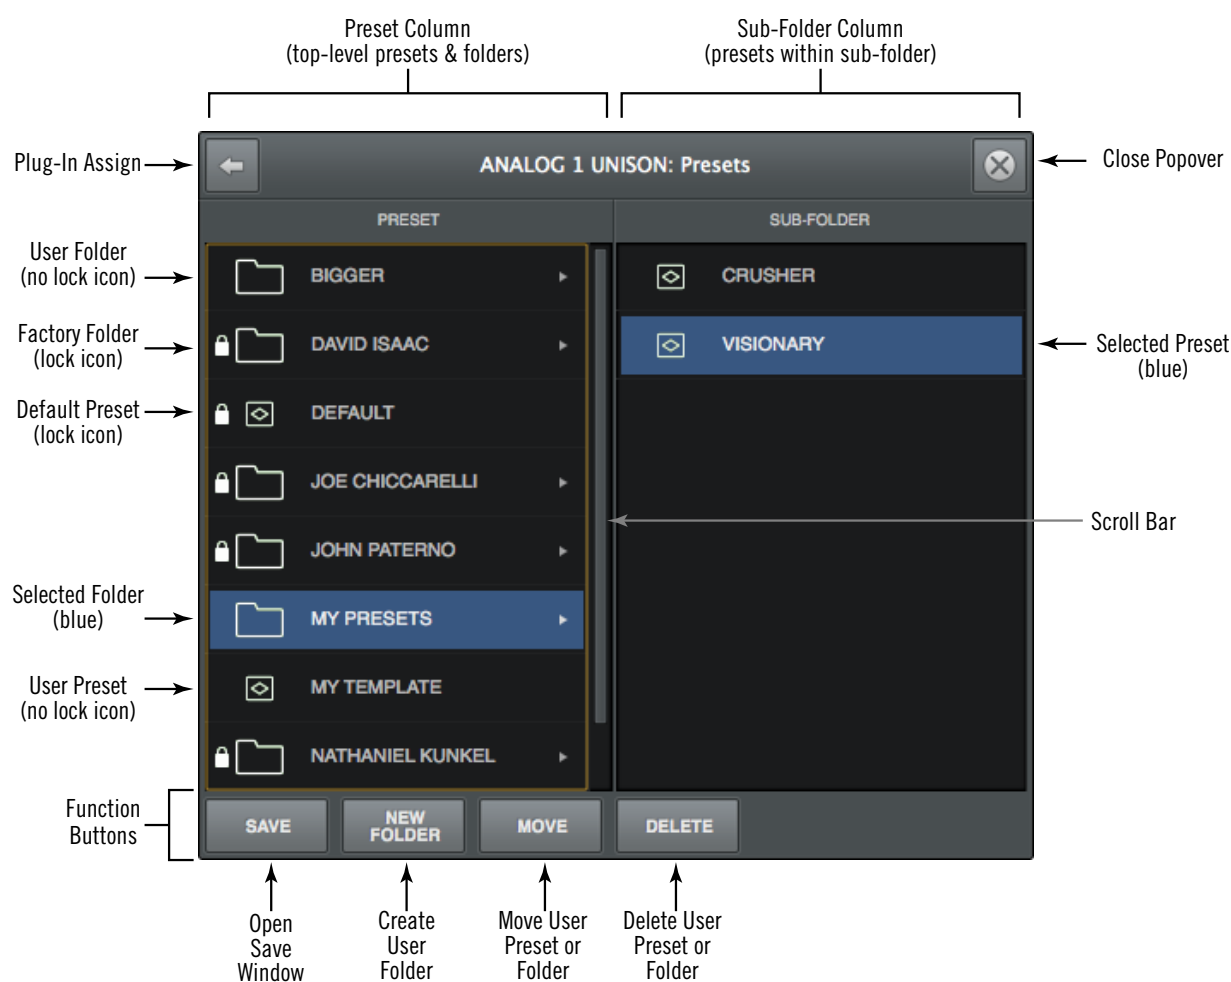 Preset Column
(top-level presets & folders)
Sub-Folder Column
(presets within sub-folder)
Plug-In Assign
ANALOG 1 UNISON: Presets
Close Popover
PRESET
SUB-FOLDER
User Folder
(no lock icon)
BIGGER
CRUSHER
Factory Folder
(lock icon)
DAVID ISAAC
VISIONARY
Selected Preset
(blue)
Default Preset
(lock icon)
DEFAULT
JOE CHICCARELLI
Scroll Bar
JOHN PATERNO
Selected Folder
(blue)
MY PRESETS
User Preset
(no lock icon)
MY TEMPLATE
NATHANIEL KUNKEL
Function
Buttons
SAVE
NEW
FOLDER
MOVE
DELETE
Open
Save
Window
Create
User
Folder
Move User
Preset or
Folder
Delete User
Preset or
Folder